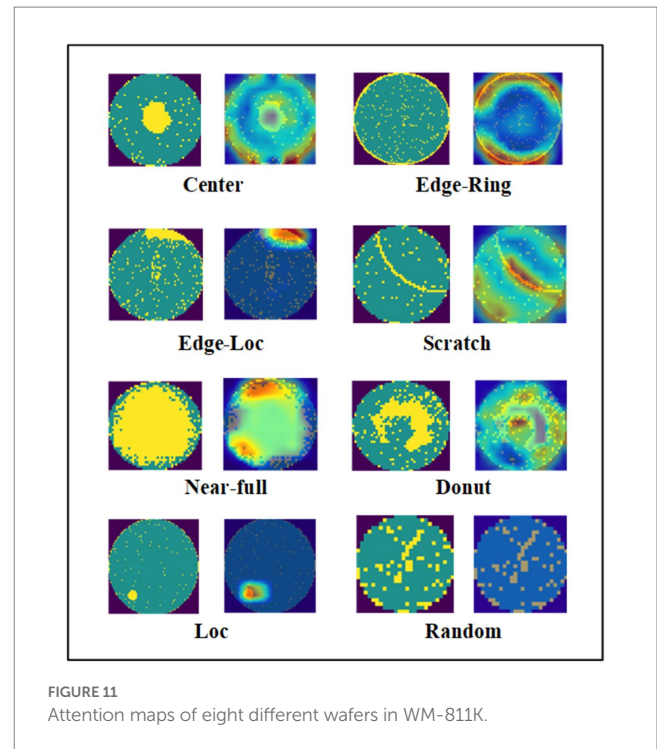 Center
Edge-Ring
Edge-Loc
Scratch
Near-full
Donut
Loc
Random
FIGURE 11
Attention maps of eight different wafers in WM-811K.